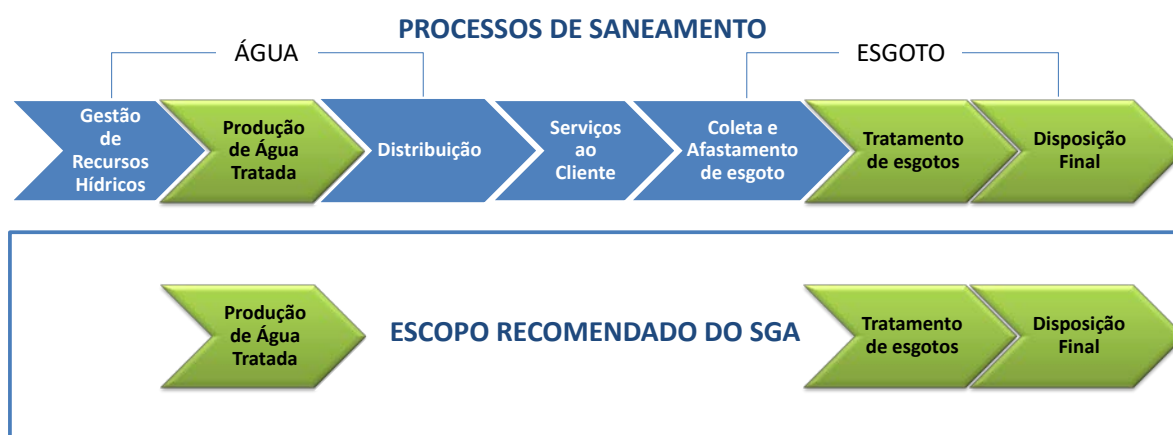 PROCESSOS DE SANEAMENTO
ÁGUA
ESGOTO
Gestão
de
Recursos
Hídricos
Produção
de Água
Tratada
Distribuição
Serviços
ao
Cliente
Coleta e
Afastamento
de esgoto
Tratamento
de esgotos
Disposição
Final
Produção
de Água
Tratada
ESCOPO RECOMENDADO DO SGA
Tratamento
de esgotos
Disposição
Final